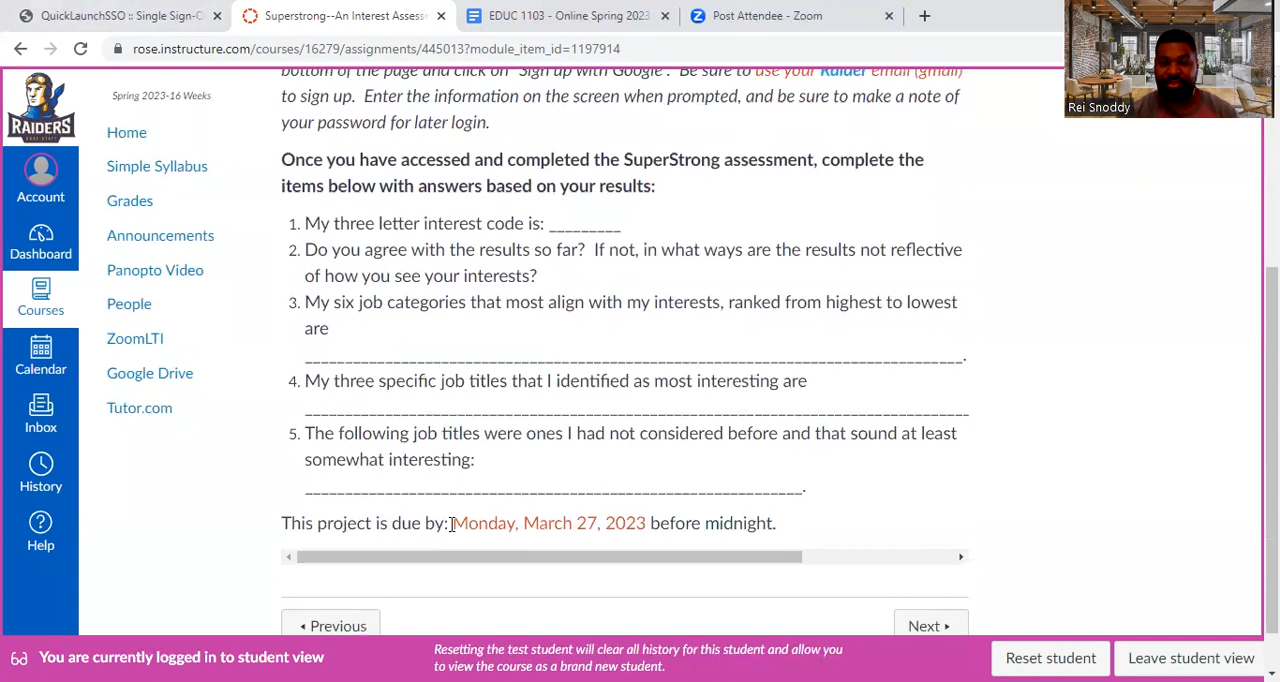 QuickLaunchSSO :: Single Sign-O
Superstrong--An Interest Assess
EDUC 1103 - Online Spring 2023
Post Attendee - Zoom
rose.instructure.com/courses/16279/assignments/445013?module_item_id=1197914
Rei Snoddy
RAIDERS
Account
Dashboard
Courses
Calendar
Inbox
History
Help
Spring 2023-16 Weeks
Home
Simple Syllabus
Grades
Announcements
Panopto Video
People
ZoomLTI
Google Drive
Tutor.com
bottom of the page and click on "Sign up with Google". Be sure to use your Raider email (gmail)
to sign up. Enter the information on the screen when prompted, and be sure to make a note of
your password for later login.
Once you have accessed and completed the SuperStrong assessment, complete the
items below with answers based on your results:
1. My three letter interest code is: _________
2. Do you agree with the results so far? If not, in what ways are the results not reflective
of how you see your interests?
3. My six job categories that most align with my interests, ranked from highest to lowest
are
_______________________________________________________________________________.
4. My three specific job titles that I identified as most interesting are
________________________________________________________________________________
5. The following job titles were ones I had not considered before and that sound at least
somewhat interesting:
____________________________________________________________.
This project is due by: Monday, March 27, 2023 before midnight.
Previous
Next
You are currently logged in to student view
Resetting the test student will clear all history for this student and allow you
to view the course as a brand new student.
Reset student
Leave student view